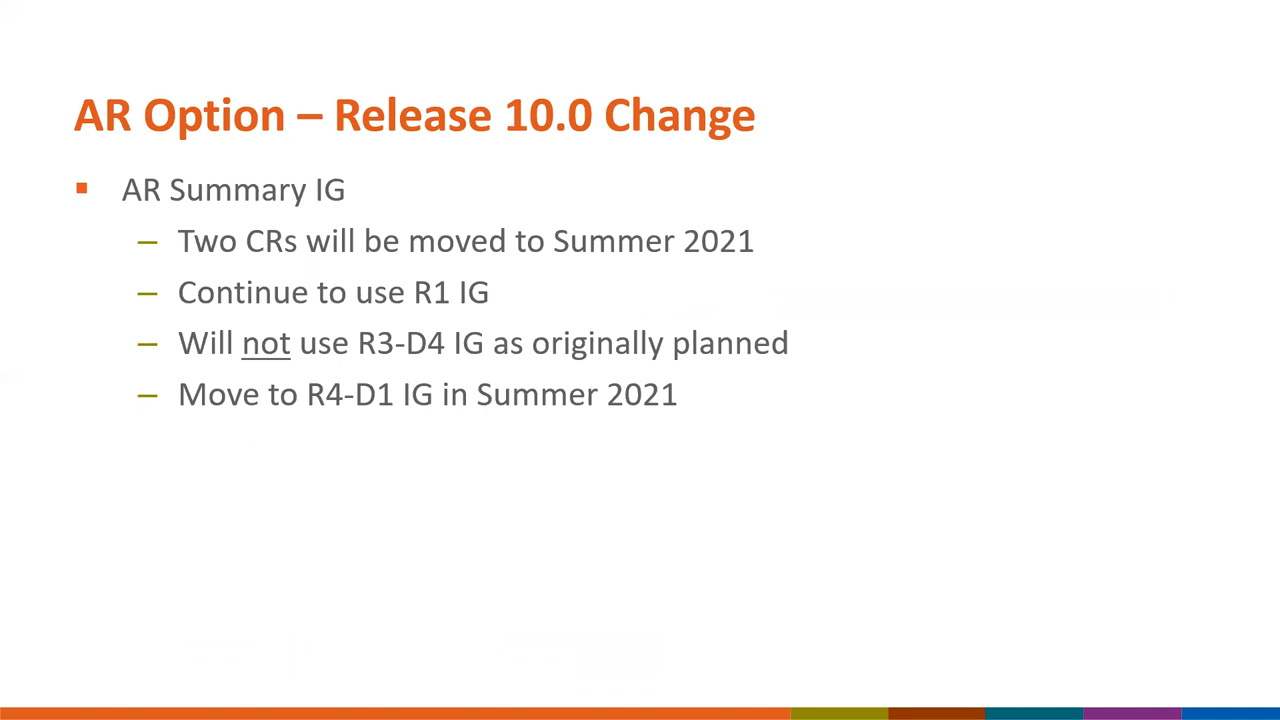 AR Option – Release 10.0 Change
▪ AR Summary IG
– Two CRs will be moved to Summer 2021
– Continue to use R1 IG
– Will not use R3-D4 IG as originally planned
– Move to R4-D1 IG in Summer 2021